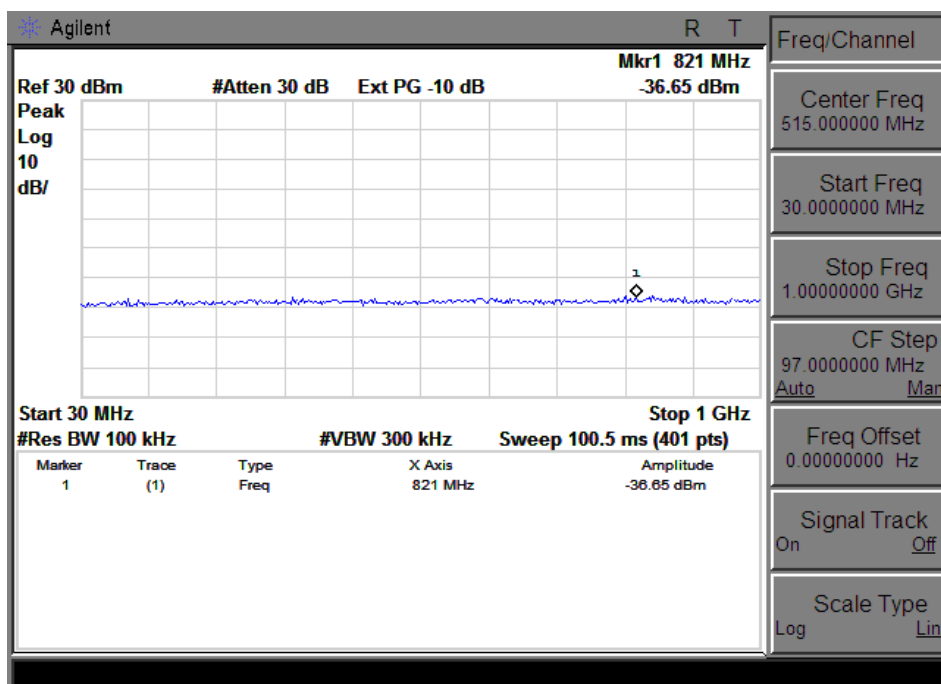 Agilent R T
Mkr1 821 MHz
Ref 30 dBm #Atten 30 dB Ext PG -10 dB -36.65 dBm
Peak
Log
10
dB/
1
Start 30 MHz Stop 1 GHz
#Res BW 100 kHz #VBW 300 kHz Sweep 100.5 ms (401 pts)
Marker Trace Type X Axis Amplitude
1 (1) Freq 821 MHz -36.65 dBm
Freq/Channel
Center Freq
515.000000 MHz
Start Freq
30.0000000 MHz
Stop Freq
1.00000000 GHz
CF Step
97.0000000 MHz
Auto Man
Freq Offset
0.00000000 Hz
Signal Track
On Off
Scale Type
Log Lin